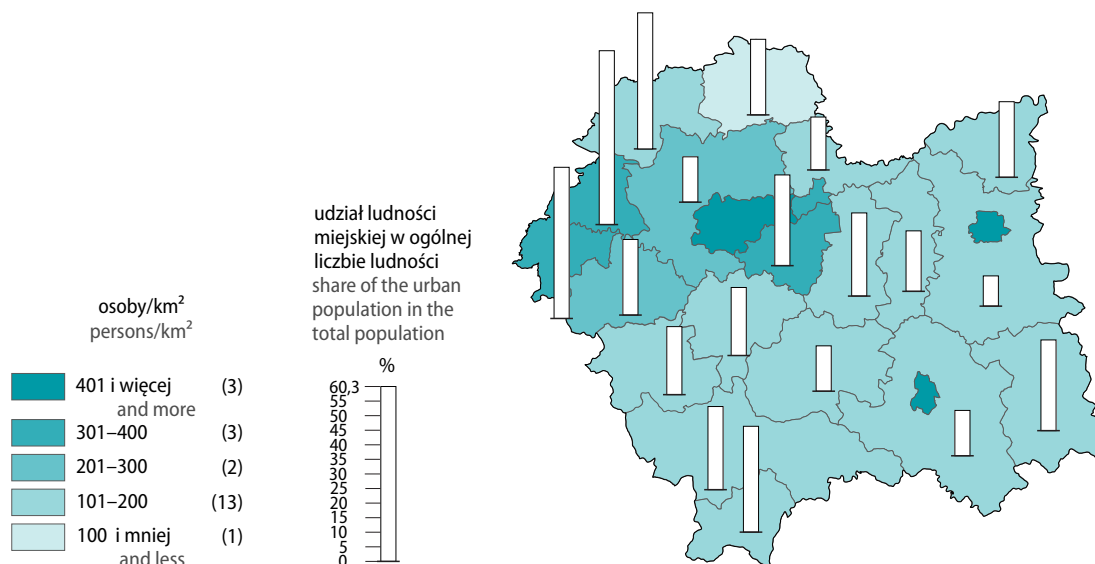 udział ludności
miejskiej w ogólnej
liczbie ludności
share of the urban
population in the
total population
osoby/km²
persons/km²
401 i więcej (3)
and more
301–400 (3)
201–300 (2)
101–200 (13)
100 i mniej (1)
and less
%
60,3
55
50
45
40
35
30
25
20
15
10
5
0